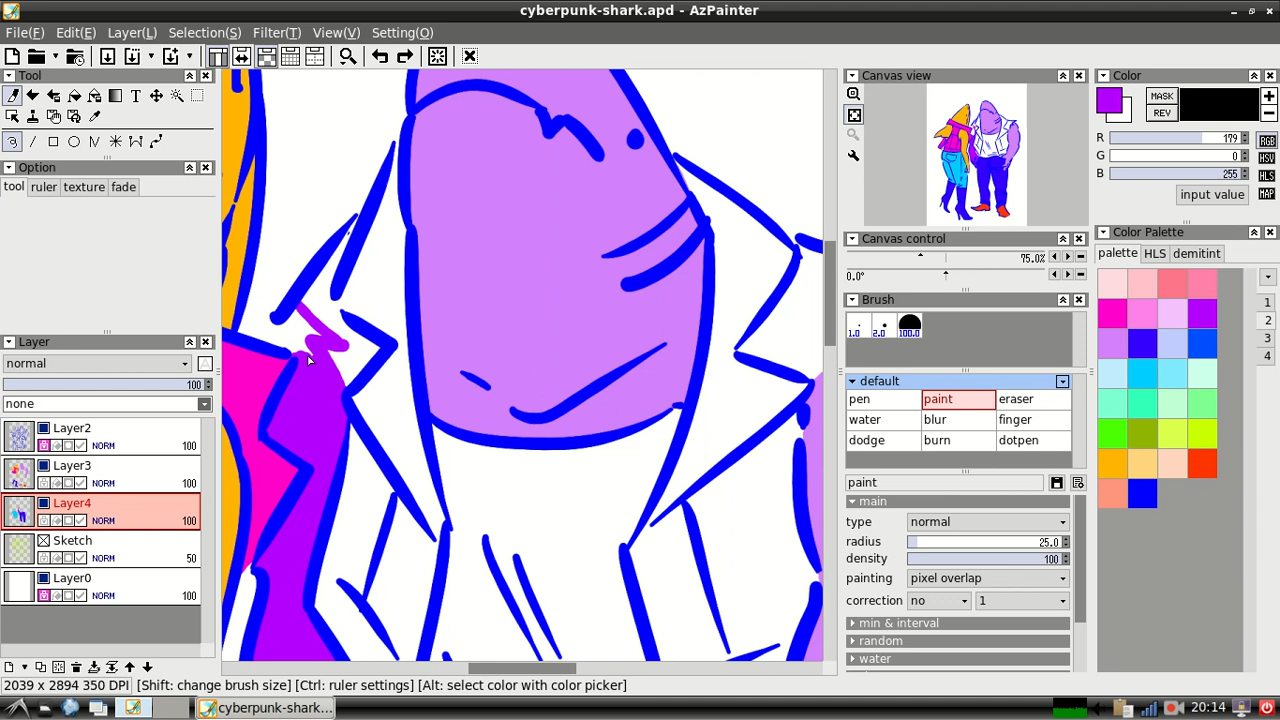 cyberpunk-shark.apd - AzPainter
File(F) Edit(E) Layer(L) Selection(S) Filter(T) View(V) Setting(O)
Tool
Option
tool ruler texture fade
Layer
normal
100
none
Layer2
NORM 100
Layer3
NORM 100
Layer4
NORM 100
Sketch
NORM 50
Layer0
NORM 100
Canvas view
Canvas control
75.0%
0.0°
Brush
1.0 2.0 100.0
default
pen paint eraser
water blur finger
dodge burn dotpen
paint
main
type normal
radius 25.0
density 100
painting pixel overlap
correction no 1
min & interval
random
water
Color
MASK
REV
R 179
G 0
B 255
RGB
HSV
HLS
MAP
input value
Color Palette
palette HLS demitint
1
2
3
4
2039 x 2894 350 DPI [Shift: change brush size] [Ctrl: ruler settings] [Alt: select color with color picker]
cyberpunk-shark...
20:14